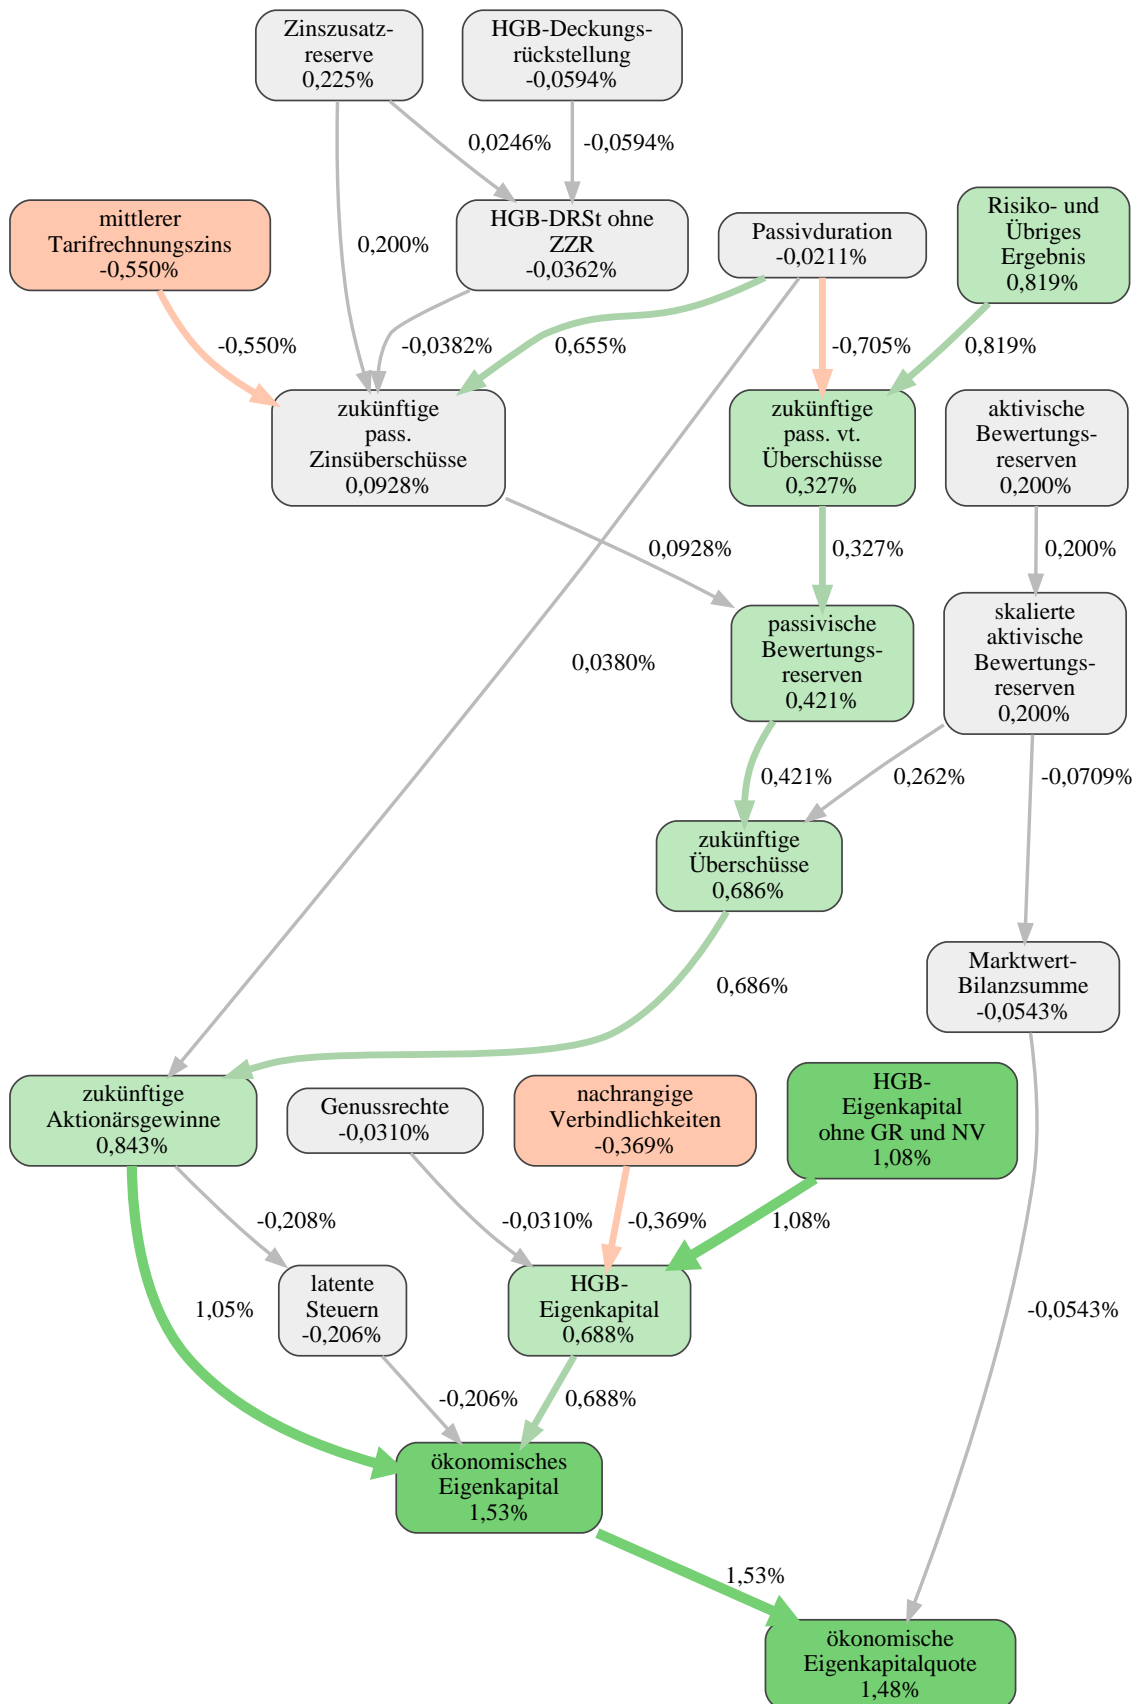 Zinszusatz-
reserve
0,225%
HGB-Deckungs-
rückstellung
-0,0594%
0,0246%
-0,0594%
mittlerer
Tarifrechnungszins
-0,550%
0,200%
HGB-DRSt ohne
ZZR
-0,0362%
Passivduration
-0,0211%
Risiko- und
Übriges
Ergebnis
0,819%
-0,550%
-0,0382%
0,655%
-0,705%
0,819%
zukünftige
pass.
Zinsüberschüsse
0,0928%
zukünftige
pass. vt.
Überschüsse
0,327%
aktivische
Bewertungs-
reserven
0,200%
0,0928%
0,327%
0,200%
0,0380%
passivische
Bewertungs-
reserven
0,421%
skalierte
aktivische
Bewertungs-
reserven
0,200%
0,421%
0,262%
-0,0709%
zukünftige
Überschüsse
0,686%
0,686%
Marktwert-
Bilanzsumme
-0,0543%
zukünftige
Aktionärsgewinne
0,843%
Genussrechte
-0,0310%
nachrangige
Verbindlichkeiten
-0,369%
HGB-
Eigenkapital
ohne GR und NV
1,08%
-0,208%
-0,0310%
-0,369%
1,08%
1,05%
latente
Steuern
-0,206%
HGB-
Eigenkapital
0,688%
-0,0543%
-0,206%
0,688%
ökonomisches
Eigenkapital
1,53%
1,53%
ökonomische
Eigenkapitalquote
1,48%